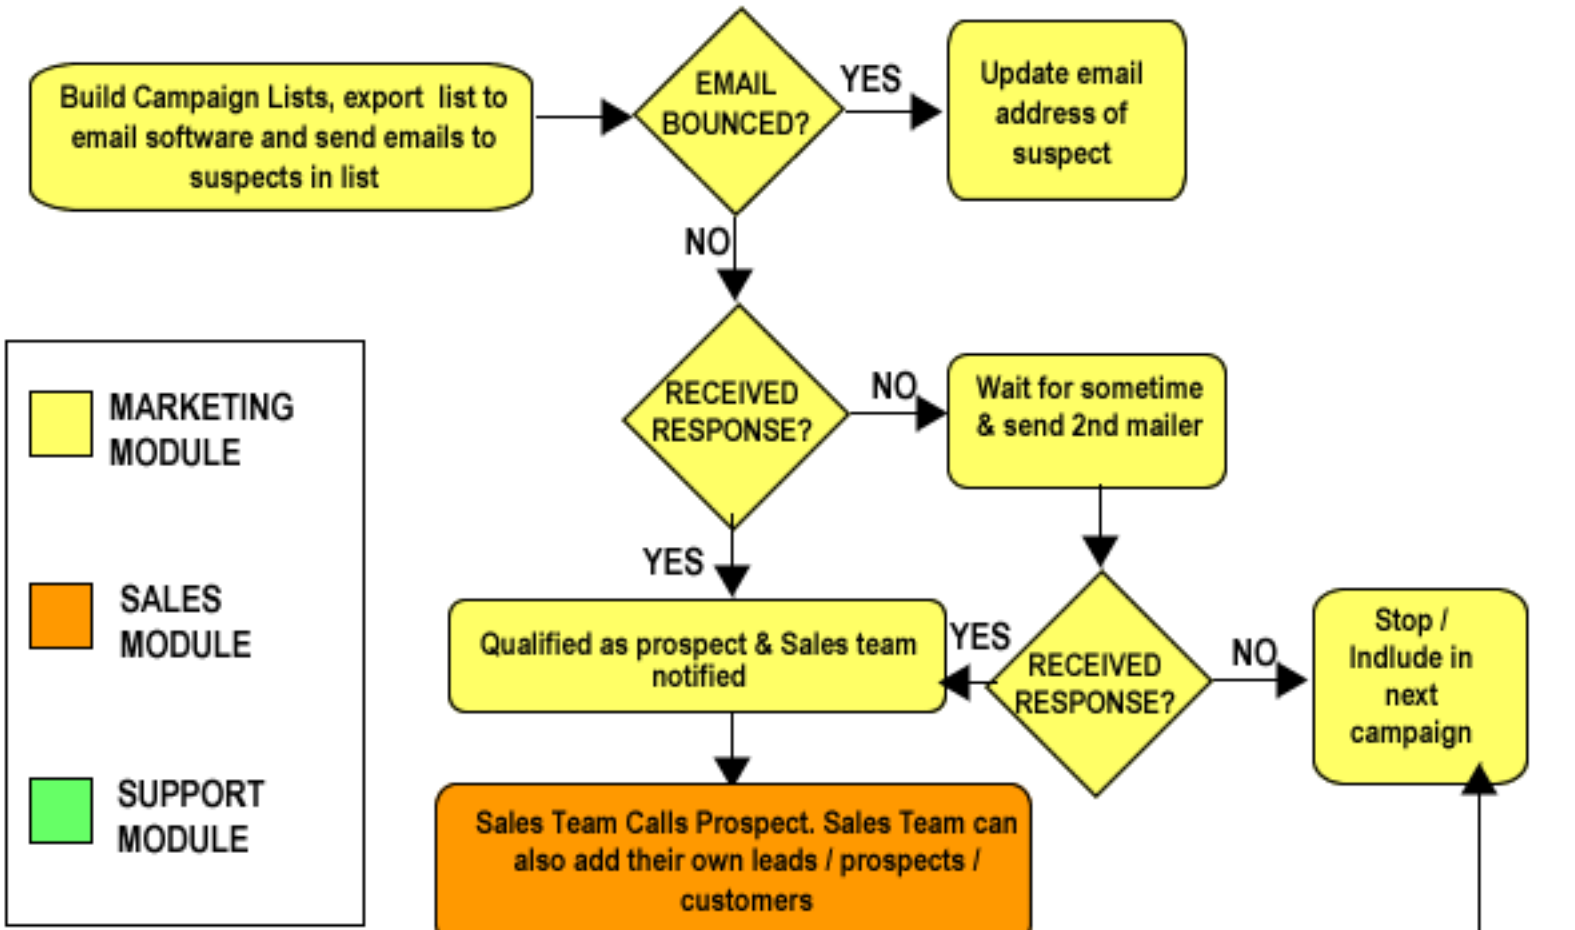 Build Campaign Lists, export list to
email software and send emails to
suspects in list
EMAIL
BOUNCED?
YES
Update email
address of
suspect
NO
RECEIVED
RESPONSE?
NO
Wait for sometime
& send 2nd mailer
YES
Qualified as prospect & Sales team
notified
YES
RECEIVED
RESPONSE?
NO
Stop /
Indlude in
next
campaign
Sales Team Calls Prospect. Sales Team can
also add their own leads / prospects /
customers
MARKETING
MODULE
SALES
MODULE
SUPPORT
MODULE